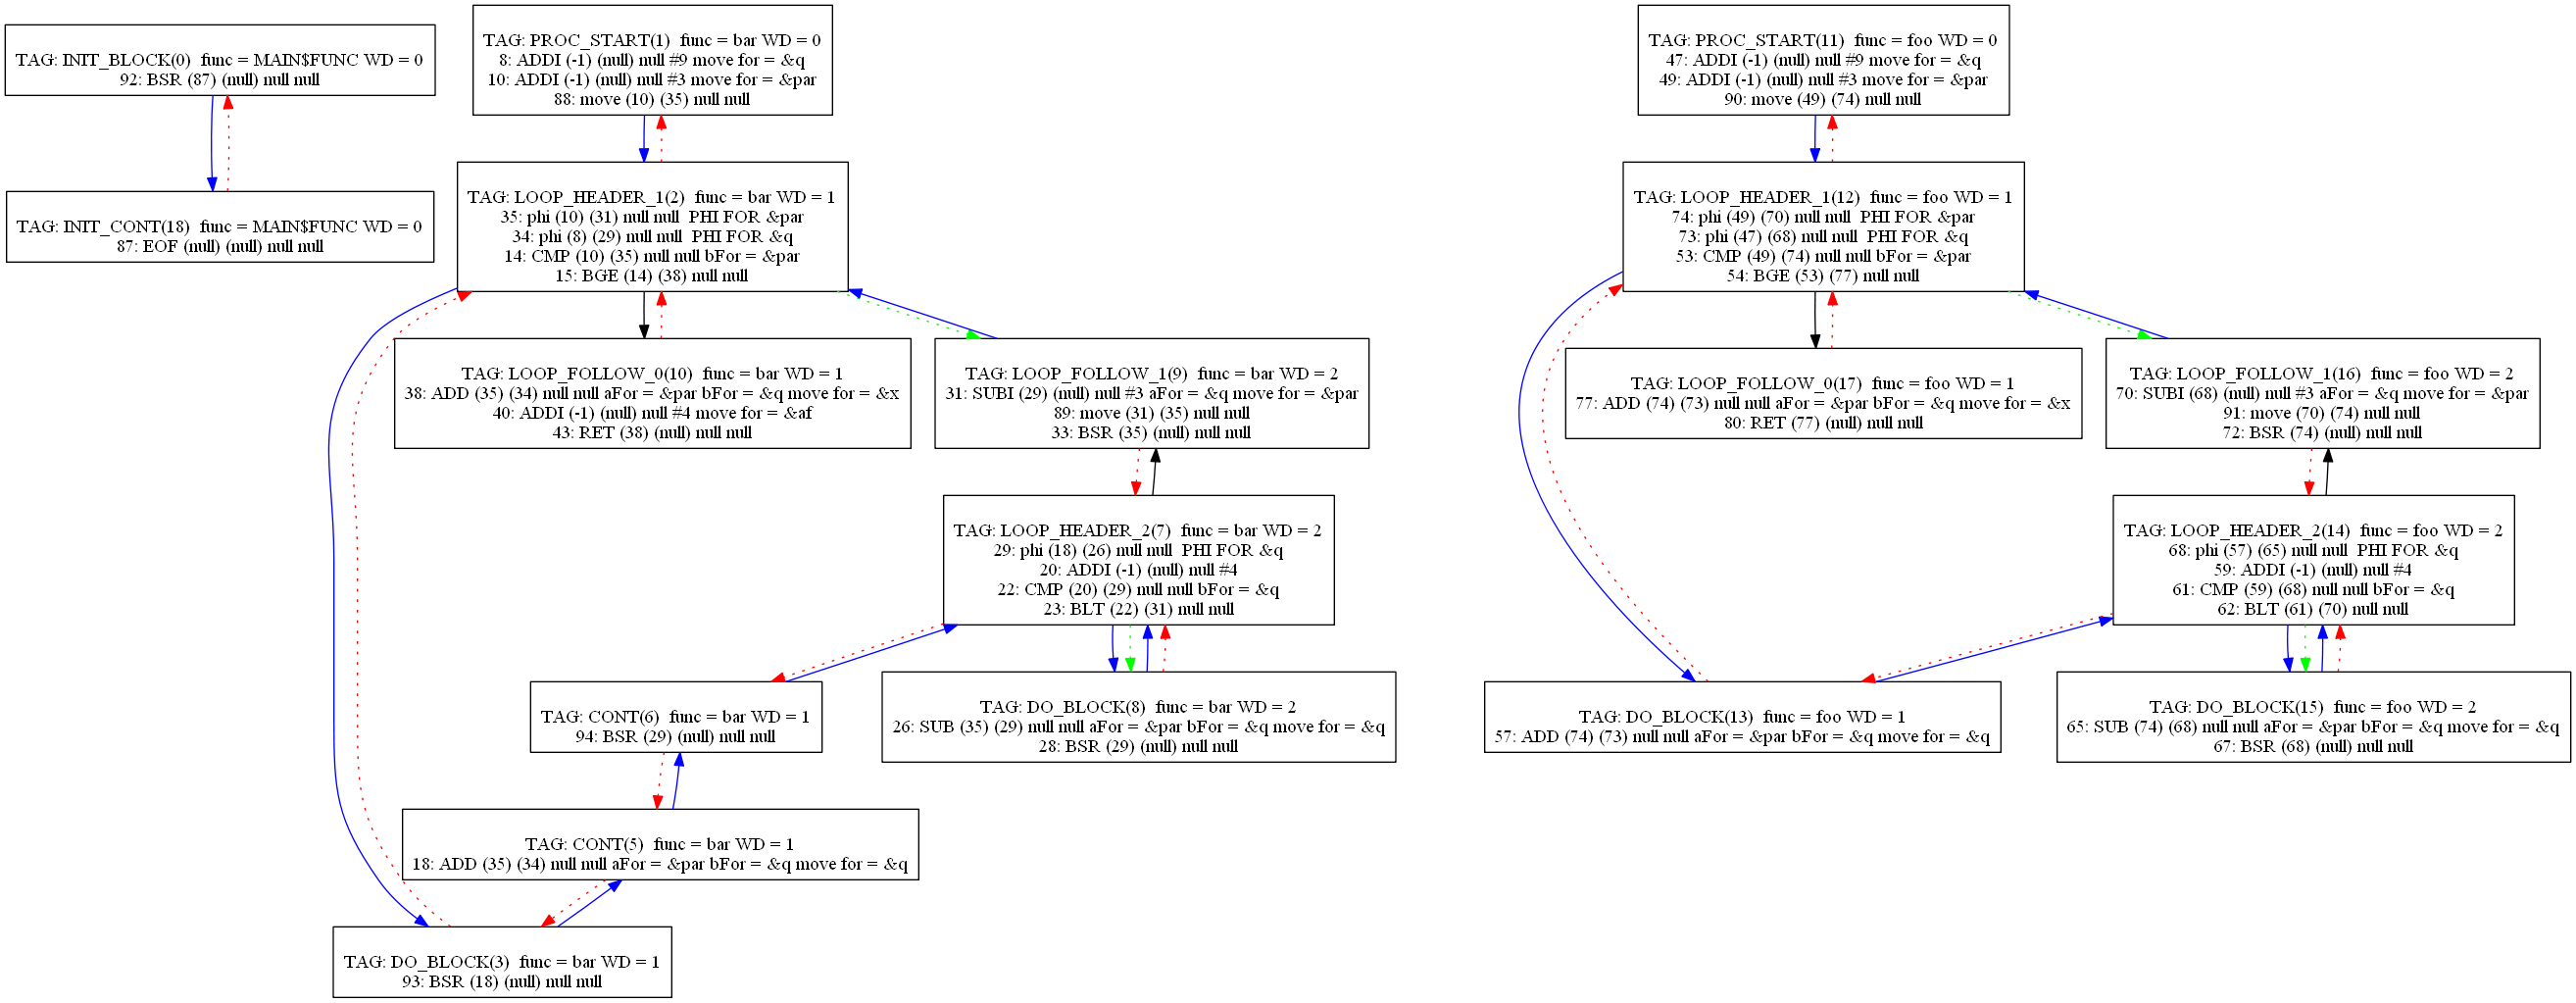 TAG: INIT_BLOCK(0)  func = MAIN$FUNC WD = 0
92: BSR (87) (null) null null
TAG: INIT_CONT(18)  func = MAIN$FUNC WD = 0
87: EOF (null) (null) null null
TAG: PROC_START(1)  func = bar WD = 0
8: ADDI (-1) (null) null #9 move for = &q
10: ADDI (-1) (null) null #3 move for = &par
88: move (10) (35) null null
TAG: LOOP_HEADER_1(2)  func = bar WD = 1
35: phi (10) (31) null null  PHI FOR &par
34: phi (8) (29) null null  PHI FOR &q
14: CMP (10) (35) null null bFor = &par
15: BGE (14) (38) null null
TAG: LOOP_FOLLOW_0(10)  func = bar WD = 1
38: ADD (35) (34) null null aFor = &par bFor = &q move for = &x
40: ADDI (-1) (null) null #4 move for = &af
43: RET (38) (null) null null
TAG: LOOP_FOLLOW_1(9)  func = bar WD = 2
31: SUBI (29) (null) null #3 aFor = &q move for = &par
89: move (31) (35) null null
33: BSR (35) (null) null null
TAG: LOOP_HEADER_2(7)  func = bar WD = 2
29: phi (18) (26) null null  PHI FOR &q
20: ADDI (-1) (null) null #4
22: CMP (20) (29) null null bFor = &q
23: BLT (22) (31) null null
TAG: CONT(6)  func = bar WD = 1
94: BSR (29) (null) null null
TAG: DO_BLOCK(8)  func = bar WD = 2
26: SUB (35) (29) null null aFor = &par bFor = &q move for = &q
28: BSR (29) (null) null null
TAG: CONT(5)  func = bar WD = 1
18: ADD (35) (34) null null aFor = &par bFor = &q move for = &q
TAG: DO_BLOCK(3)  func = bar WD = 1
93: BSR (18) (null) null null
TAG: PROC_START(11)  func = foo WD = 0
47: ADDI (-1) (null) null #9 move for = &q
49: ADDI (-1) (null) null #3 move for = &par
90: move (49) (74) null null
TAG: LOOP_HEADER_1(12)  func = foo WD = 1
74: phi (49) (70) null null  PHI FOR &par
73: phi (47) (68) null null  PHI FOR &q
53: CMP (49) (74) null null bFor = &par
54: BGE (53) (77) null null
TAG: LOOP_FOLLOW_0(17)  func = foo WD = 1
77: ADD (74) (73) null null aFor = &par bFor = &q move for = &x
80: RET (77) (null) null null
TAG: LOOP_FOLLOW_1(16)  func = foo WD = 2
70: SUBI (68) (null) null #3 aFor = &q move for = &par
91: move (70) (74) null null
72: BSR (74) (null) null null
TAG: LOOP_HEADER_2(14)  func = foo WD = 2
68: phi (57) (65) null null  PHI FOR &q
59: ADDI (-1) (null) null #4
61: CMP (59) (68) null null bFor = &q
62: BLT (61) (70) null null
TAG: DO_BLOCK(13)  func = foo WD = 1
57: ADD (74) (73) null null aFor = &par bFor = &q move for = &q
TAG: DO_BLOCK(15)  func = foo WD = 2
65: SUB (74) (68) null null aFor = &par bFor = &q move for = &q
67: BSR (68) (null) null null